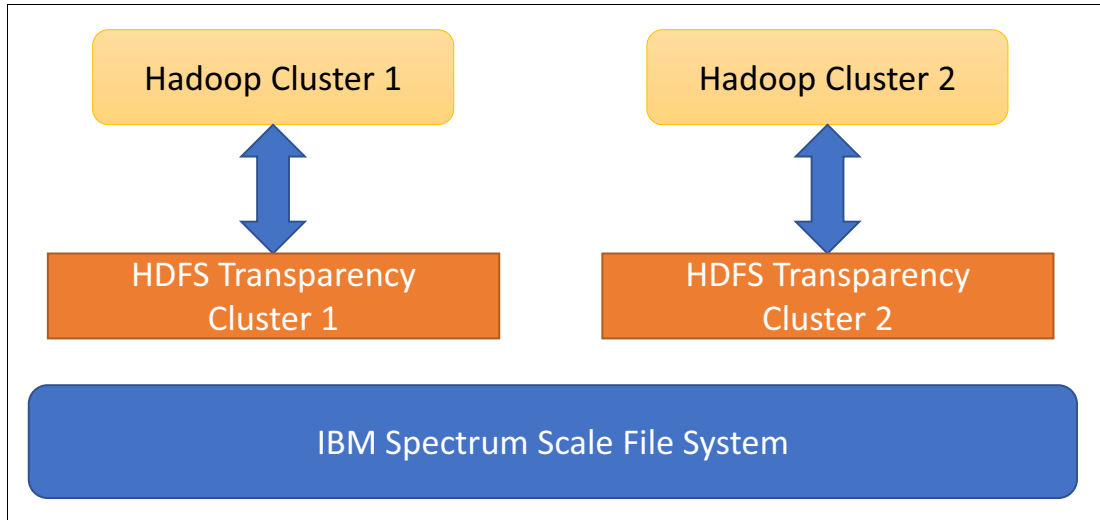 Hadoop Cluster 1
Hadoop Cluster 2
HDFS Transparency
Cluster 1
HDFS Transparency
Cluster 2
IBM Spectrum Scale File System